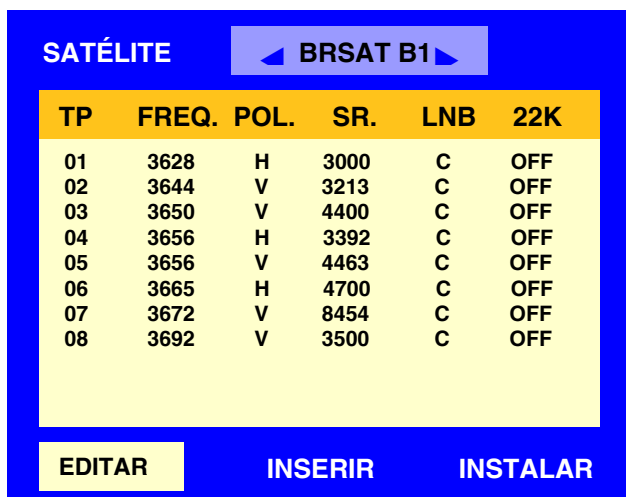 SATÉLITE BRSAT B1
TP FREQ. POL. SR. LNB 22K
01 3628 H 3000 C OFF
02 3644 V 3213 C OFF
03 3650 V 4400 C OFF
04 3656 H 3392 C OFF
05 3656 V 4463 C OFF
06 3665 H 4700 C OFF
07 3672 V 8454 C OFF
08 3692 V 3500 C OFF
EDITAR INSERIR INSTALAR